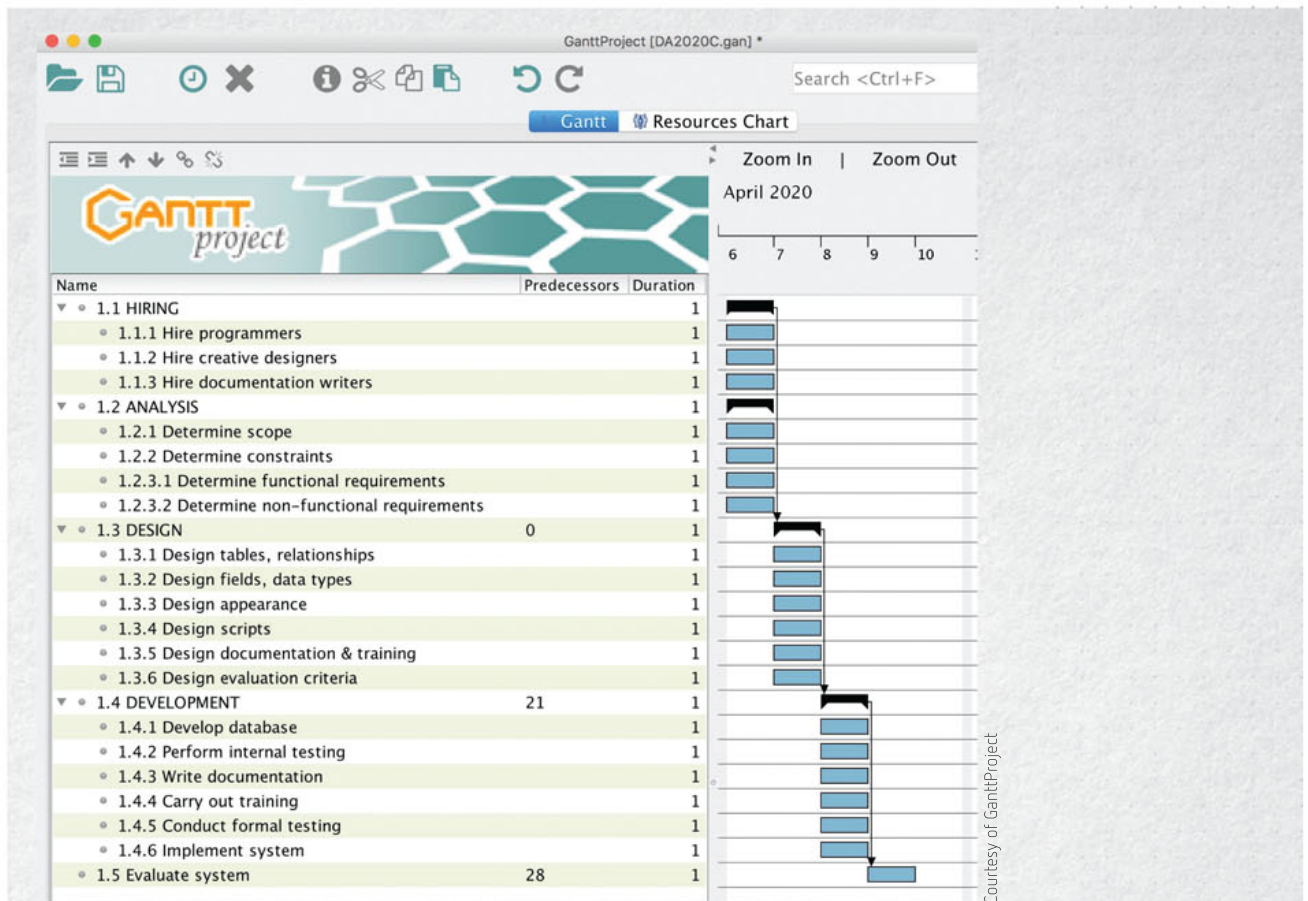 GanttProject [DA2020C.gan] *
Search <Ctrl+F>
Gantt Resources Chart
Zoom In | Zoom Out
GANTT
project
April 2020
6 7 8 9 10
Name Predecessors Duration
1.1 HIRING 1
1.1.1 Hire programmers 1
1.1.2 Hire creative designers 1
1.1.3 Hire documentation writers 1
1.2 ANALYSIS 1
1.2.1 Determine scope 1
1.2.2 Determine constraints 1
1.2.3.1 Determine functional requirements 1
1.2.3.2 Determine non-functional requirements 1
1.3 DESIGN 0 1
1.3.1 Design tables, relationships 1
1.3.2 Design fields, data types 1
1.3.3 Design appearance 1
1.3.4 Design scripts 1
1.3.5 Design documentation & training 1
1.3.6 Design evaluation criteria 1
1.4 DEVELOPMENT 21 1
1.4.1 Develop database 1
1.4.2 Perform internal testing 1
1.4.3 Write documentation 1
1.4.4 Carry out training 1
1.4.5 Conduct formal testing 1
1.4.6 Implement system 1
1.5 Evaluate system 28 1
Courtesy of GanttProject